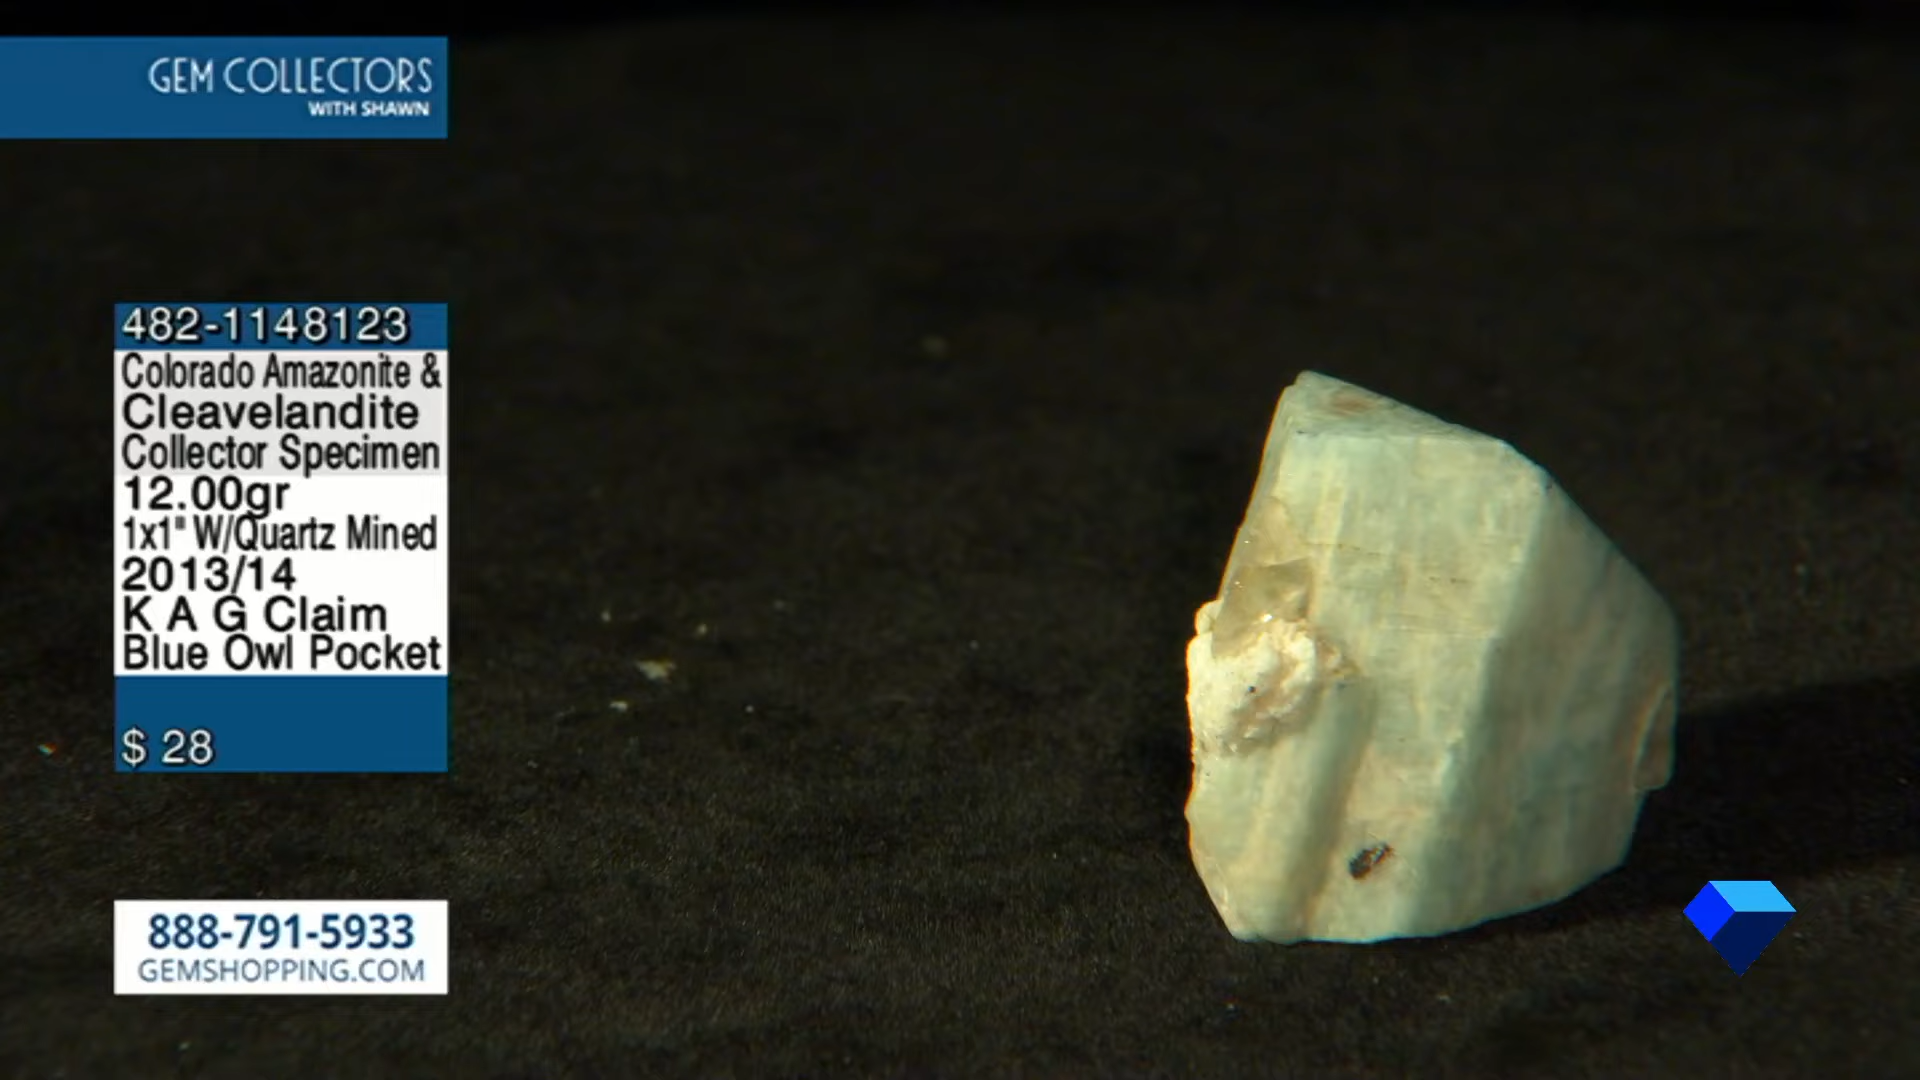 GEM COLLECTORS
WITH SHAWN
482-1148123
Colorado Amazonite &
Cleavelandite
Collector Specimen
12.00gr
1x1" W/Quartz Mined
2013/14
K A G Claim
Blue Owl Pocket
$ 28
888-791-5933
GEMSHOPPING.COM